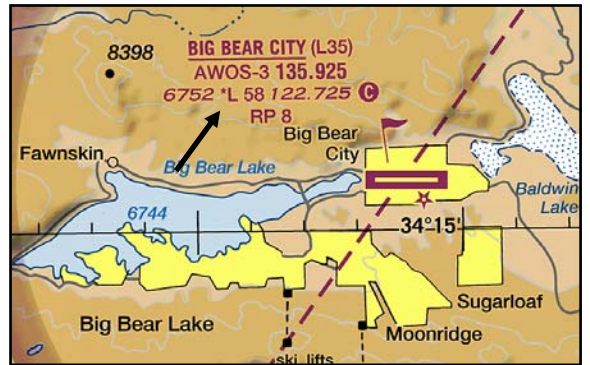 8398
BIG BEAR CITY (L35)
AWOS-3 135.925
6752 *L 58 122.725 C
RP 8
Big Bear
City
Fawnskin
Big Bear Lake
Baldwin
Lake
6744
34°15'
Sugarloaf
Big Bear Lake
Moonridge
ski lifts